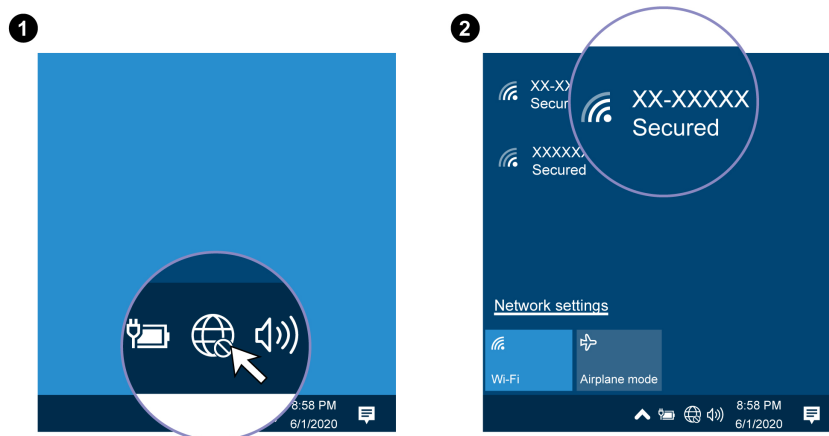 1
8:58 PM
6/1/2020
2
XX-XX
Secur
XX-XXXXX
Secured
XXXXX
Secured
Network settings
Wi-Fi
Airplane mode
8:58 PM
6/1/2020